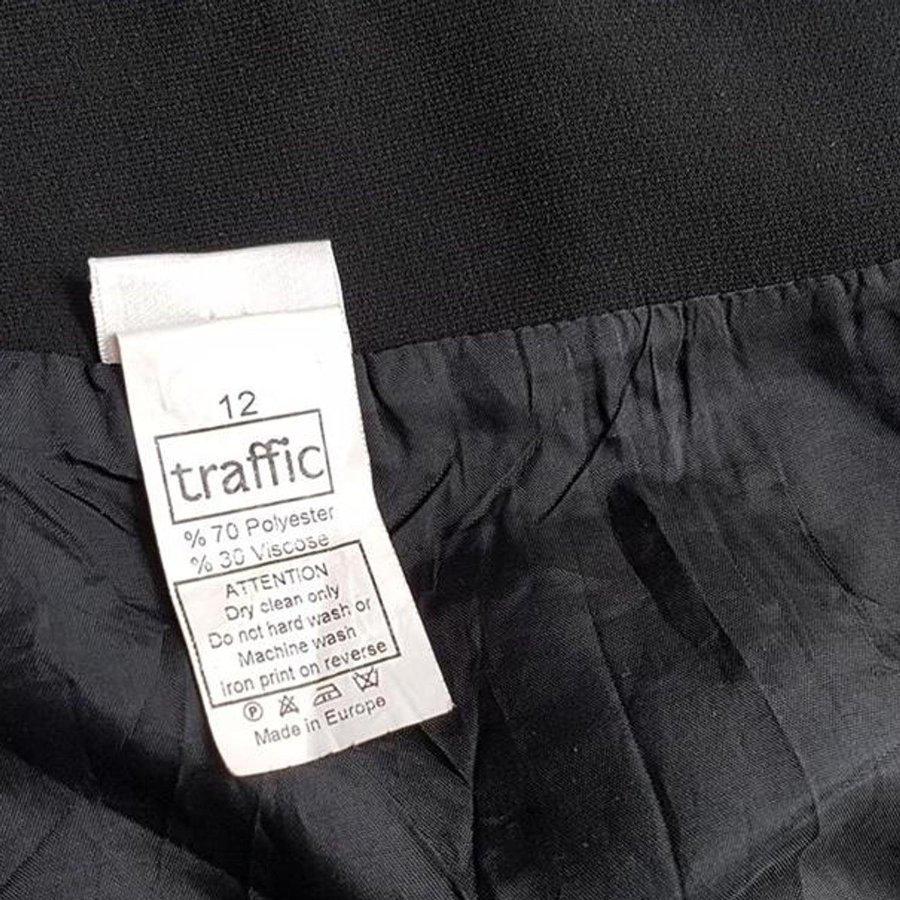 12
traffic
% 70 Polyester
% 30 Viscose
ATTENTION
Dry clean only
Do not hard wash or
Machine wash
Iron print on reverse
P
Made in Europe